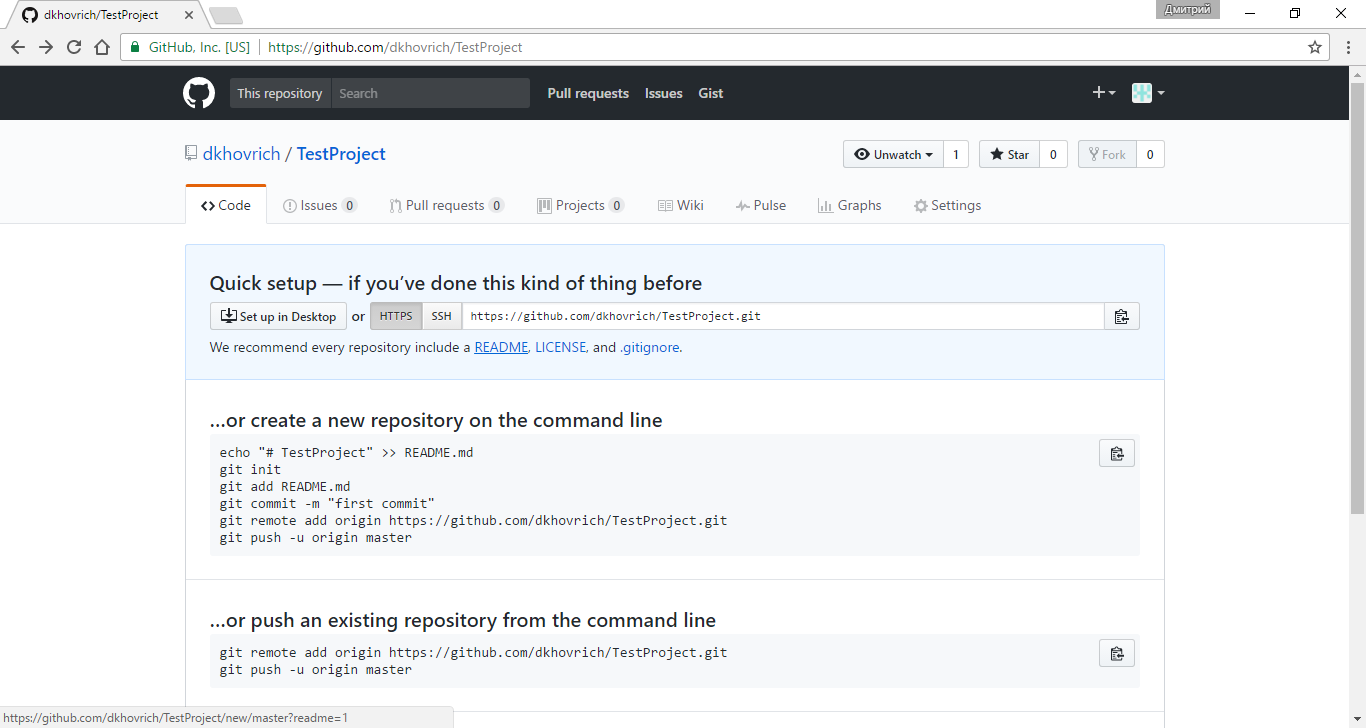 dkhovrich/TestProject
Дмитрий
GitHub, Inc. [US] https://github.com/dkhovrich/TestProject
This repository Search Pull requests Issues Gist
dkhovrich / TestProject Unwatch 1 Star 0 Fork 0
Code Issues 0 Pull requests 0 Projects 0 Wiki Pulse Graphs Settings
Quick setup — if you’ve done this kind of thing before
Set up in Desktop or HTTPS SSH https://github.com/dkhovrich/TestProject.git
We recommend every repository include a README, LICENSE, and .gitignore.
…or create a new repository on the command line
echo "# TestProject" >> README.md
git init
git add README.md
git commit -m "first commit"
git remote add origin https://github.com/dkhovrich/TestProject.git
git push -u origin master
…or push an existing repository from the command line
git remote add origin https://github.com/dkhovrich/TestProject.git
git push -u origin master
https://github.com/dkhovrich/TestProject/new/master?readme=1